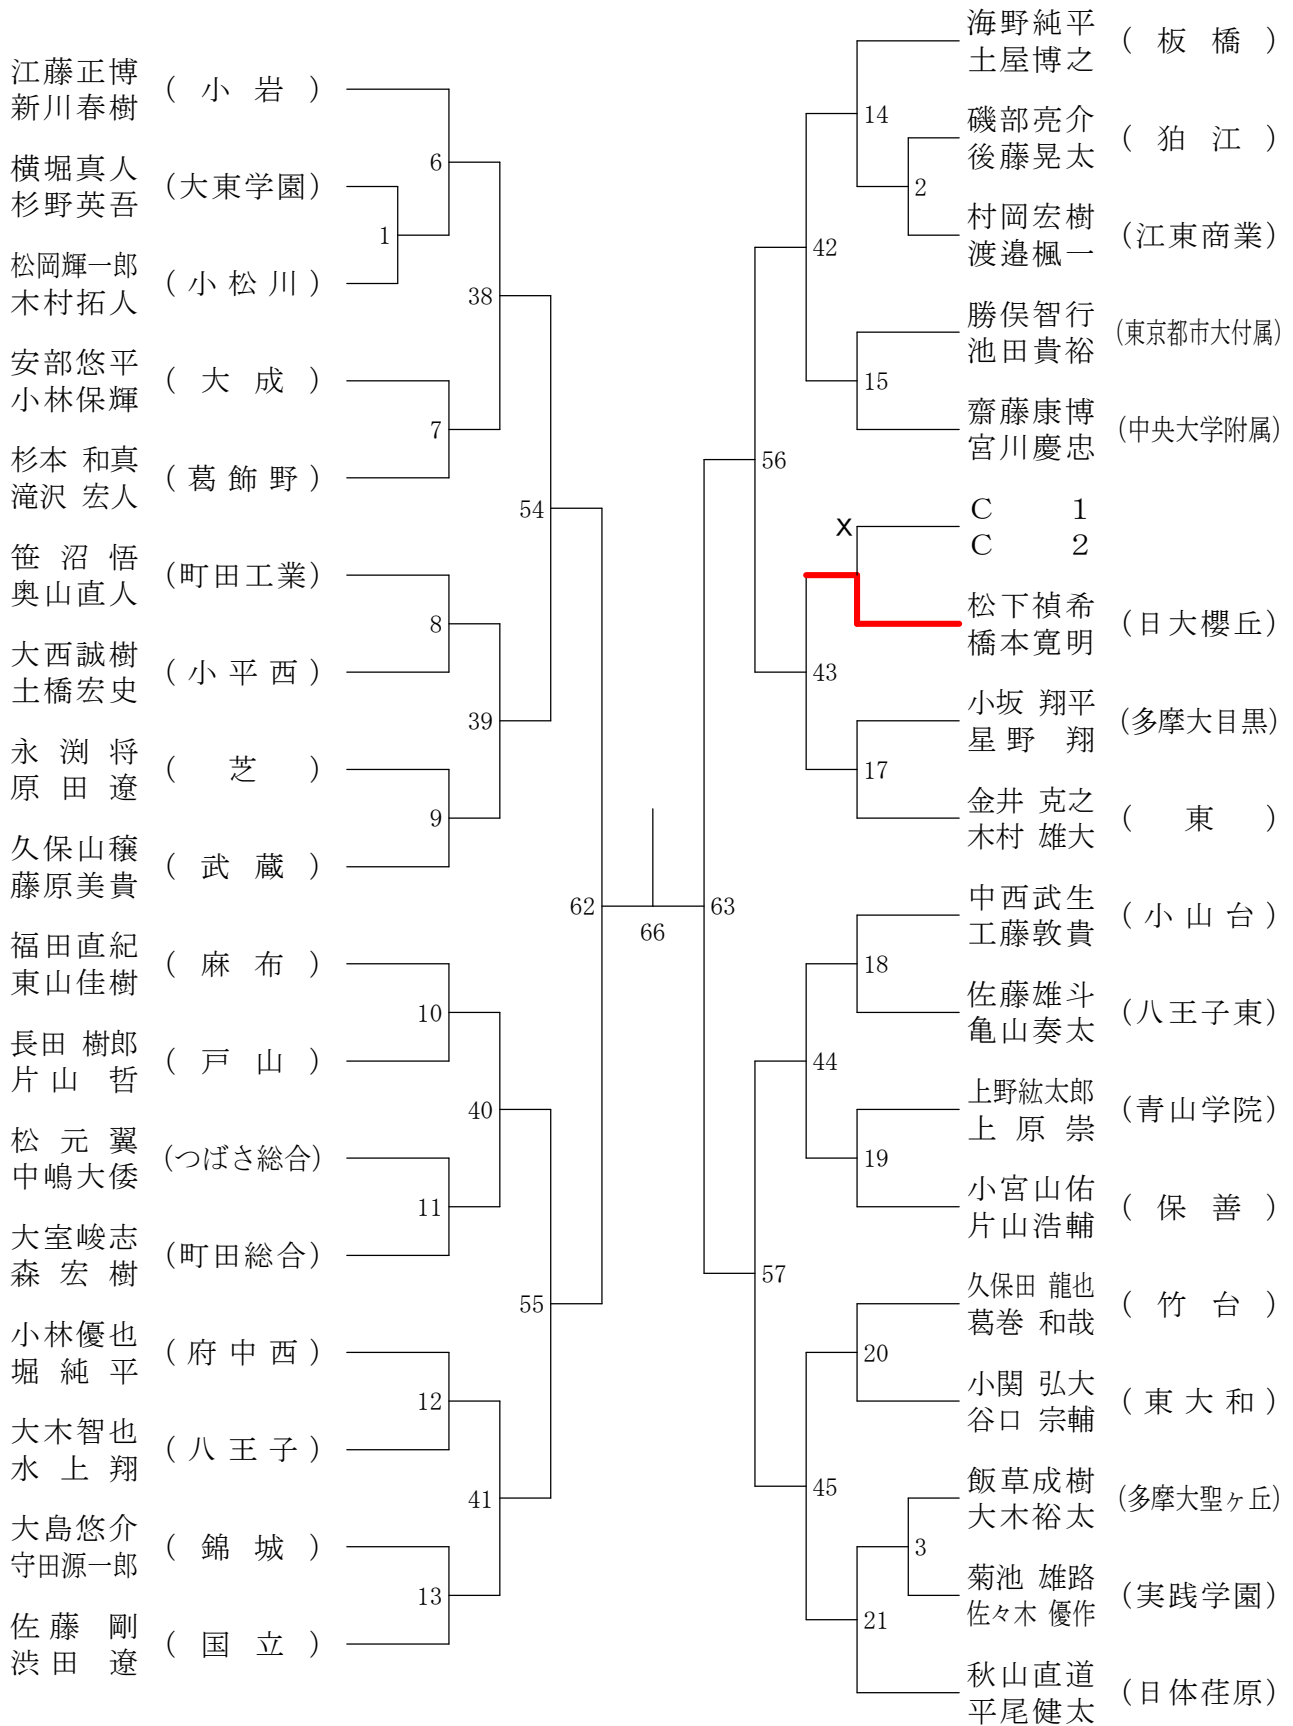 江藤正博
新川春樹
(小岩)
横堀真人
杉野英吾
(大東学園)
松岡輝一郎
木村拓人
(小松川)
安部悠平
小林保輝
(大成)
杉本 和真
滝沢 宏人
(葛飾野)
笹沼悟
奥山直人
(町田工業)
大西誠樹
土橋宏史
(小平西)
永渕将
原田遼
(芝)
久保山穣
藤原美貴
(武蔵)
福田直紀
東山佳樹
(麻布)
長田 樹郎
片山 哲
(戸山)
松元翼
中嶋大倭
(つばさ総合)
大室峻志
森宏樹
(町田総合)
小林優也
堀純平
(府中西)
大木智也
水上翔
(八王子)
大島悠介
守田源一郎
(錦城)
佐藤 剛
渋田 遼
(国立)
1
6
7
8
9
10
11
12
13
38
39
40
41
54
55
62
66
63
56
57
42
43
44
45
14
2
15
x
17
18
19
20
3
21
海野純平
土屋博之
(板橋)
磯部亮介
後藤晃太
(狛江)
村岡宏樹
渡邉楓一
(江東商業)
勝俣智行
池田貴裕
(東京都市大付属)
齋藤康博
宮川慶忠
(中央大学附属)
C 1
C 2
松下禎希
橋本寛明
(日大櫻丘)
小坂 翔平
星野 翔
(多摩大目黒)
金井 克之
木村 雄大
(東)
中西武生
工藤敦貴
(小山台)
佐藤雄斗
亀山奏太
(八王子東)
上野紘太郎
上原崇
(青山学院)
小宮山佑
片山浩輔
(保善)
久保田 龍也
葛巻 和哉
(竹台)
小関 弘大
谷口 宗輔
(東大和)
飯草成樹
大木裕太
(多摩大聖ヶ丘)
菊池 雄路
佐々木 優作
(実践学園)
秋山直道
平尾健太
(日体荏原)